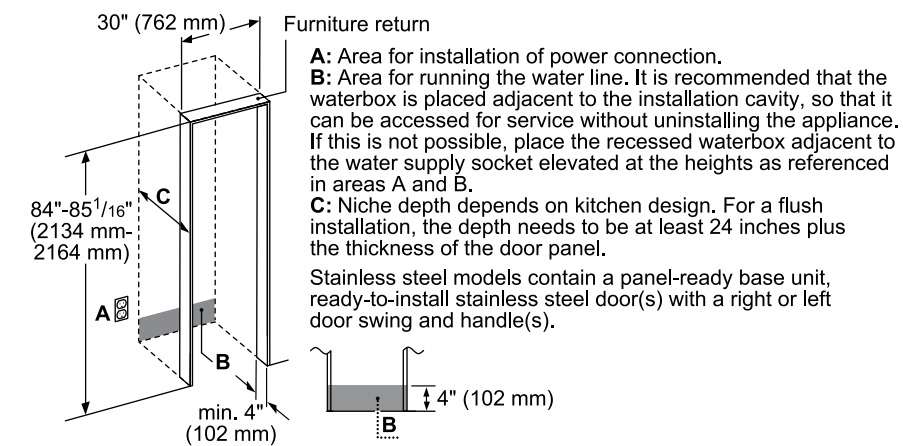 30" (762 mm)
Furniture return
A: Area for installation of power connection.
B: Area for running the water line. It is recommended that the
waterbox is placed adjacent to the installation cavity, so that it
can be accessed for service without uninstalling the appliance.
If this is not possible, place the recessed waterbox adjacent to
the water supply socket elevated at the heights as referenced
in areas A and B.
C: Niche depth depends on kitchen design. For a flush
installation, the depth needs to be at least 24 inches plus
the thickness of the door panel.
Stainless steel models contain a panel-ready base unit,
ready-to-install stainless steel door(s) with a right or left
door swing and handle(s).
C
84"-85 1/16"
(2134 mm-
2164 mm)
A
B
min. 4"
(102 mm)
4" (102 mm)
B